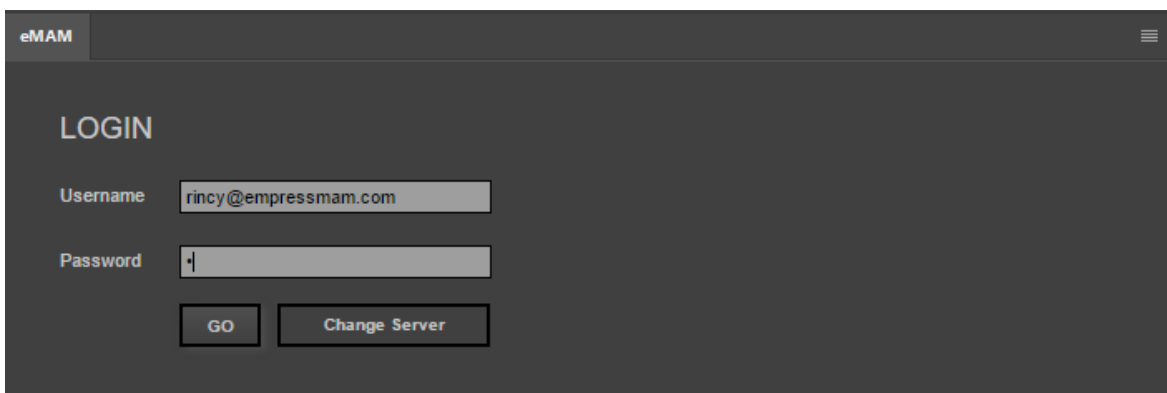 eMAM
LOGIN
Username rincy@empressmam.com
Password •
GO Change Server